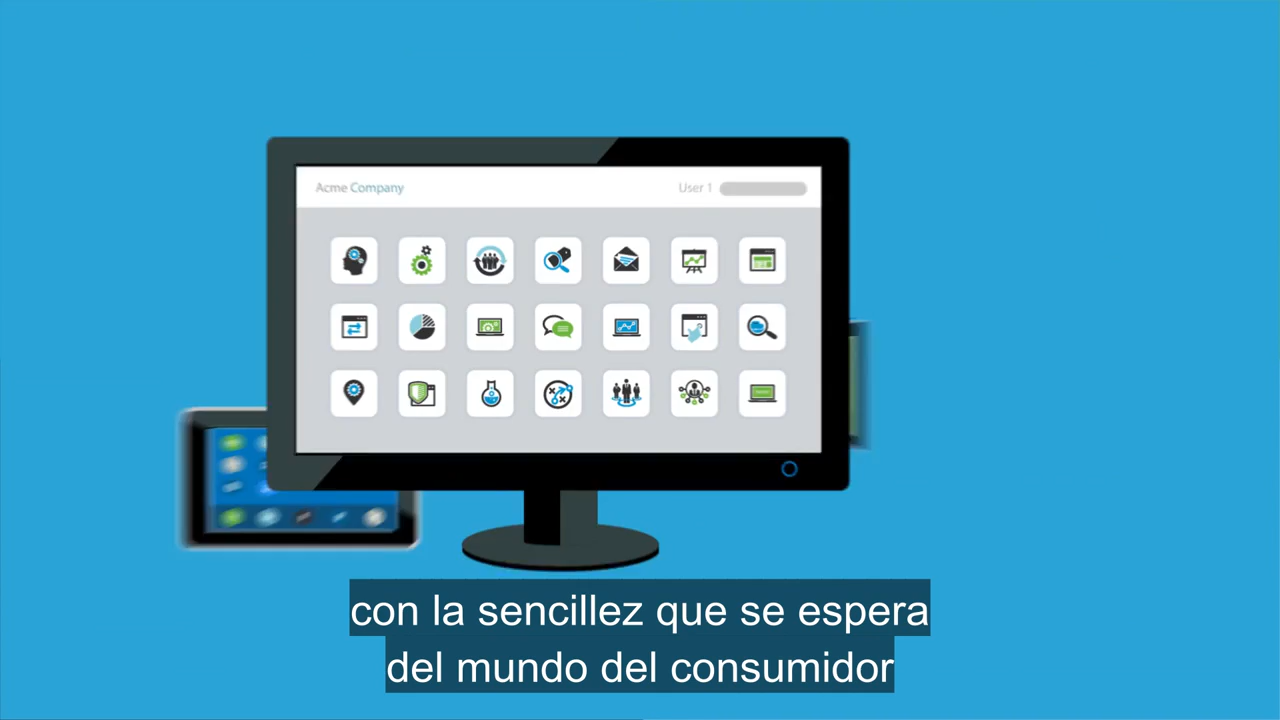 Acme Company
User 1
con la sencillez que se espera
del mundo del consumidor